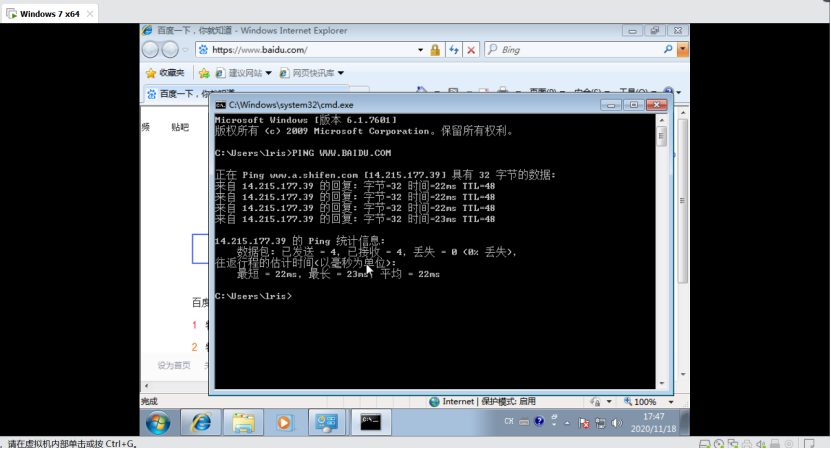 Windows 7 x64
百度一下，你就知道 - Windows Internet Explorer
https://www.baidu.com/
Bing
收藏夹 建议网站 网页快讯库
百度一下，你
C:\Windows\system32\cmd.exe
Microsoft Windows [版本 6.1.7601]
版权所有 (c) 2009 Microsoft Corporation。保留所有权利。
频 贴吧
C:\Users\lris>PING WWW.BAIDU.COM
正在 Ping www.a.shifen.com [14.215.177.39] 具有 32 字节的数据:
来自 14.215.177.39 的回复: 字节=32 时间=22ms TTL=48
来自 14.215.177.39 的回复: 字节=32 时间=22ms TTL=48
来自 14.215.177.39 的回复: 字节=32 时间=22ms TTL=48
来自 14.215.177.39 的回复: 字节=32 时间=23ms TTL=48
14.215.177.39 的 Ping 统计信息:
数据包: 已发送 = 4，已接收 = 4，丢失 = 0 (0% 丢失)，
往返行程的估计时间(以毫秒为单位):
最短 = 22ms，最长 = 23ms，平均 = 22ms
C:\Users\lris>
百度
1
2
设为首页
完成
Internet | 保护模式: 启用
100%
CH
17:47
2020/11/18
请在虚拟机内部单击或按 Ctrl+G。